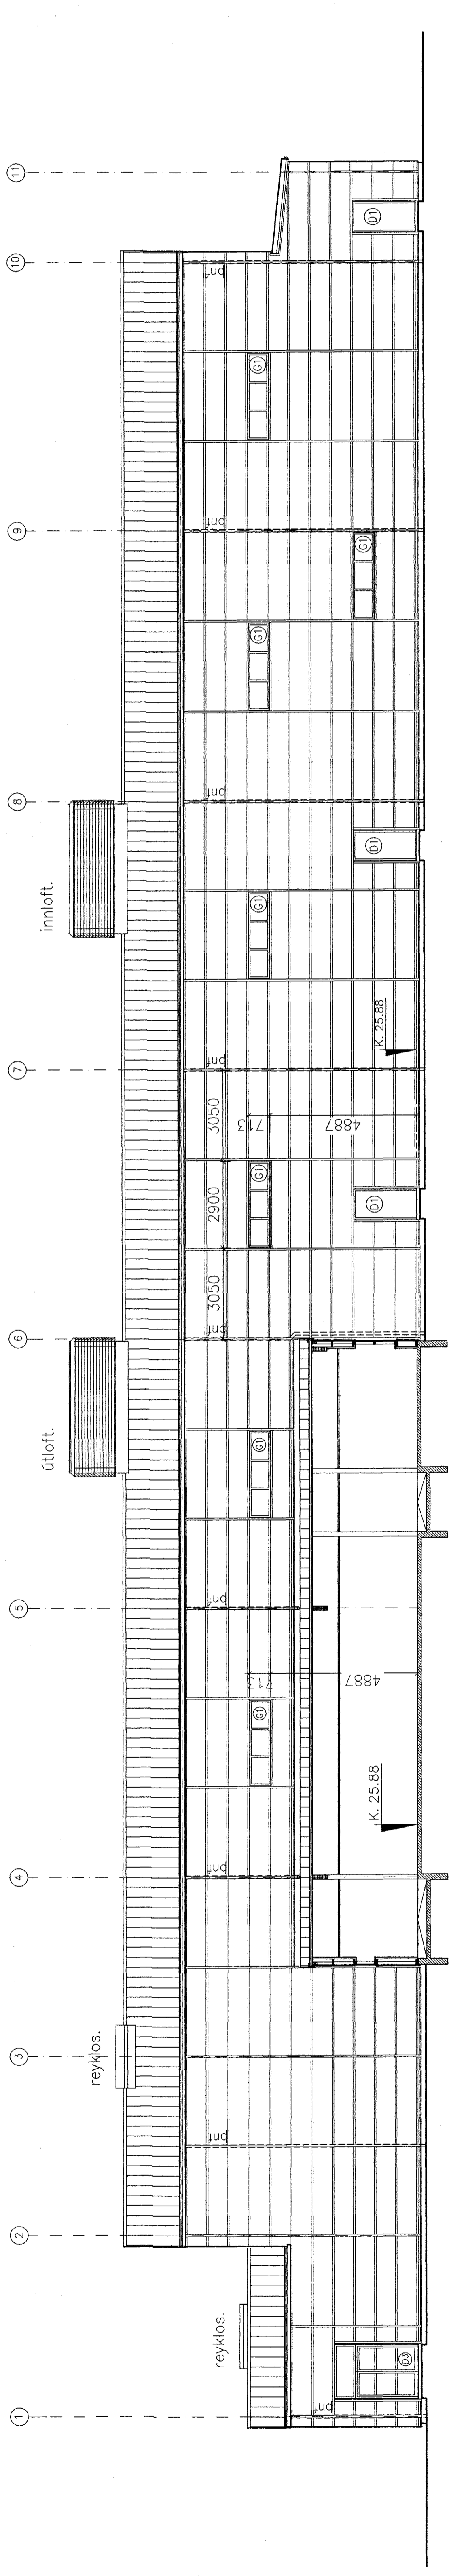 11
10
9
8
7
6
5
4
3
2
1
innloft.
útloft.
reyklos.
reyklos.
pnf
pnf
pnf
pnf
pnf
pnf
pnf
pnf
pnf
G1
G1
G1
G1
G1
G1
G1
D1
D1
D1
D3
3050
2900
3050
713
4887
713
4887
K. 25.88
K. 25.88